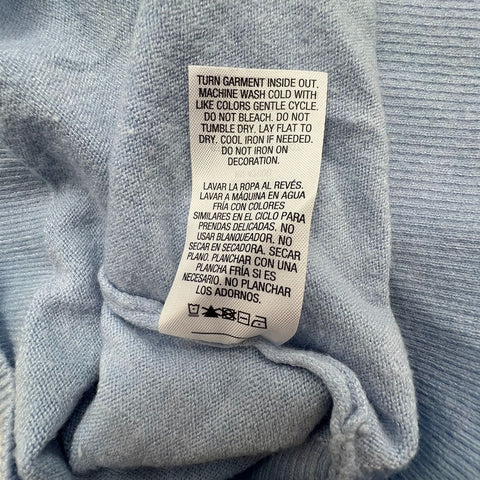 TURN GARMENT INSIDE OUT.
MACHINE WASH COLD WITH
LIKE COLORS GENTLE CYCLE.
DO NOT BLEACH. DO NOT
TUMBLE DRY. LAY FLAT TO
DRY. COOL IRON IF NEEDED.
DO NOT IRON ON
DECORATION.
LAVAR LA ROPA AL REVÉS.
LAVAR A MÁQUINA EN AGUA
FRÍA CON COLORES
SIMILARES EN EL CICLO PARA
PRENDAS DELICADAS. NO
USAR BLANQUEADOR. NO
SECAR EN SECADORA. SECAR
PLANO. PLANCHAR CON UNA
PLANCHA FRÍA SI ES
NECESARIO. NO PLANCHAR
LOS ADORNOS.